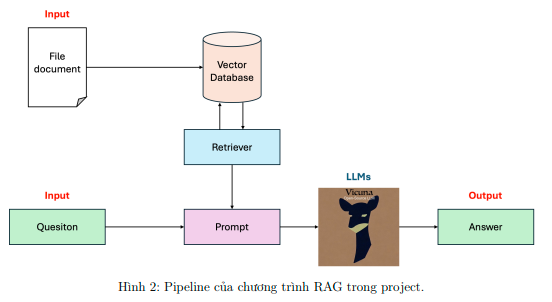 Input
File
document
Vector
Database
Retriever
LLMs
Input
Output
Vicuna
Quesiton
Prompt
Answer
Hình 2: Pipeline của chương trình RAG trong project.